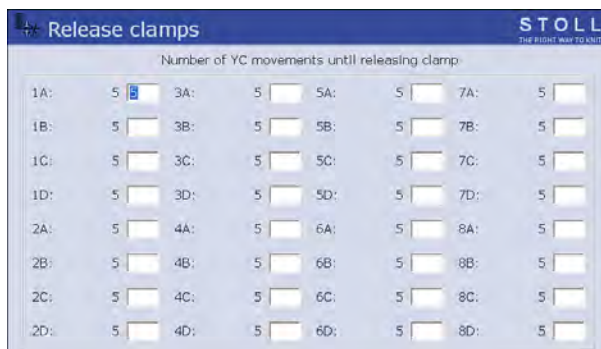 Release clamps
STOLL
THE RIGHT WAY TO KNIT
Number of YC movements until releasing clamp
1A: 5 5 3A: 5 5A: 5 7A: 5
1B: 5 3B: 5 5B: 5 7B: 5
1C: 5 3C: 5 5C: 5 7C: 5
1D: 5 3D: 5 5D: 5 7D: 5
2A: 5 4A: 5 6A: 5 8A: 5
2B: 5 4B: 5 6B: 5 8B: 5
2C: 5 4C: 5 6C: 5 8C: 5
2D: 5 4D: 5 6D: 5 8D: 5